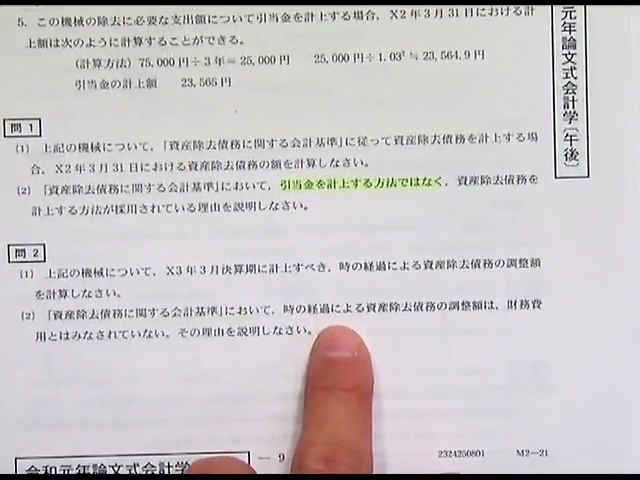 5. この機械の除去に必要な支出額について引当金を計上する場合，X2年3月31日における計
上額は次のように計算することができる。
（計算方法）75,000円÷3年＝25,000円　25,000円÷1.03²≒23,564.9円
引当金の計上額　23,565円
問1
(1) 上記の機械について，「資産除去債務に関する会計基準」に従って資産除去債務を計上する場
合，X2年3月31日における資産除去債務の額を計算しなさい。
(2) 「資産除去債務に関する会計基準」において，引当金を計上する方法ではなく，資産除去債務を
計上する方法が採用されている理由を説明しなさい。
問2
(1) 上記の機械について，X3年3月決算期に計上すべき，時の経過による資産除去債務の調整額
を計算しなさい。
(2) 「資産除去債務に関する会計基準」において，時の経過による資産除去債務の調整額は，財務費
用とはみなされていない。その理由を説明しなさい。
元年論文式会計学〔午後〕
令和元年論文式会計学
— 9
2324250801　M2—21